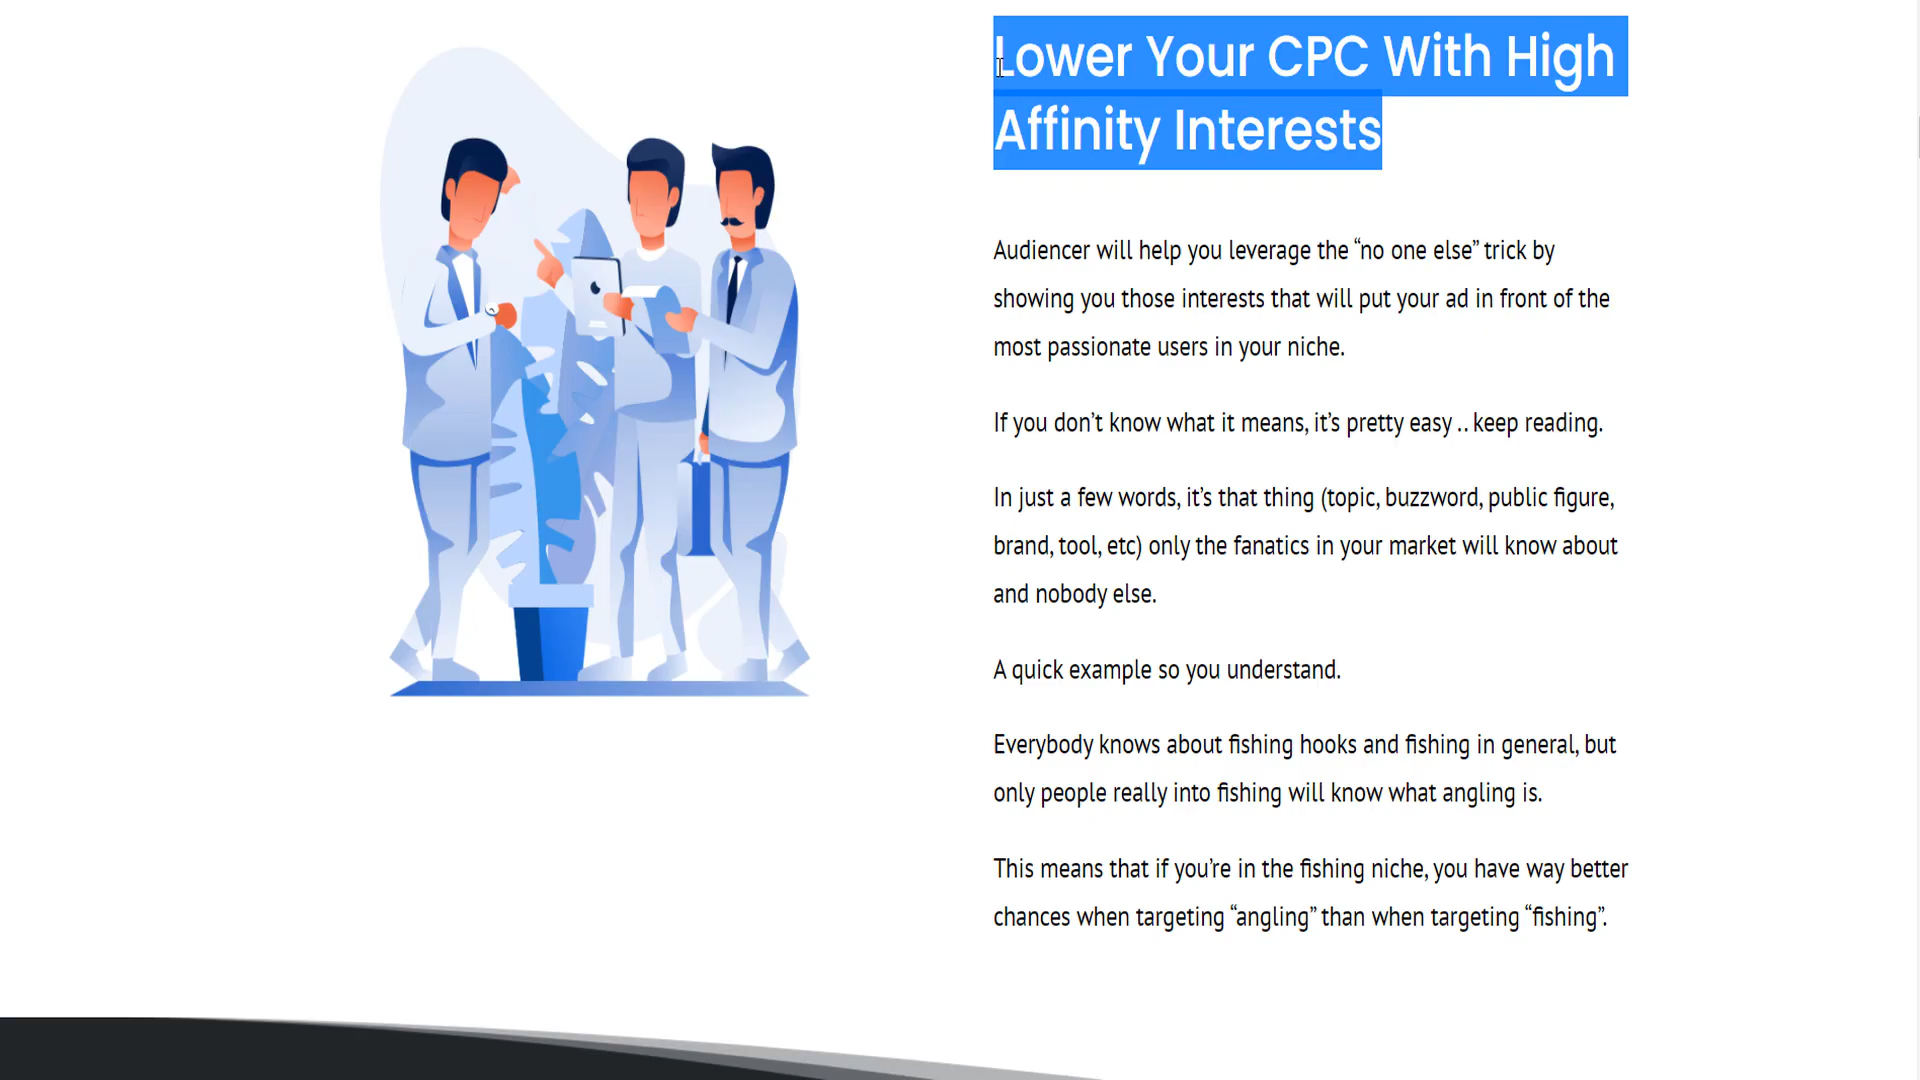 Lower Your CPC With High
Affinity Interests
Audiencer will help you leverage the “no one else” trick by
showing you those interests that will put your ad in front of the
most passionate users in your niche.
If you don’t know what it means, it’s pretty easy .. keep reading.
In just a few words, it’s that thing (topic, buzzword, public figure,
brand, tool, etc) only the fanatics in your market will know about
and nobody else.
A quick example so you understand.
Everybody knows about fishing hooks and fishing in general, but
only people really into fishing will know what angling is.
This means that if you’re in the fishing niche, you have way better
chances when targeting “angling” than when targeting “fishing”.